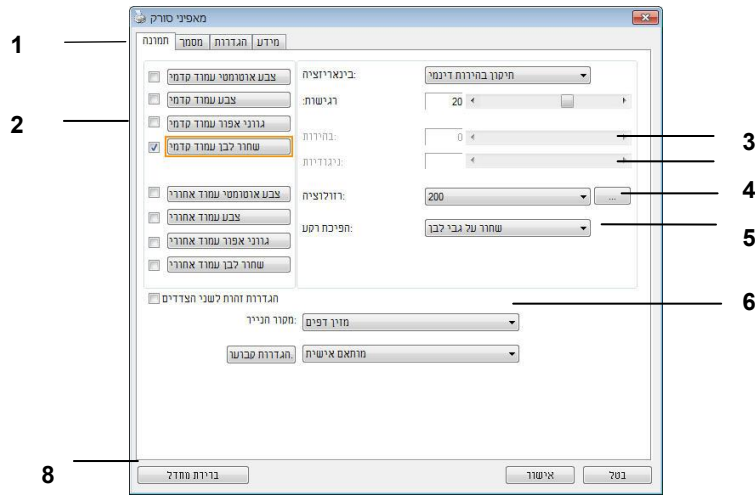 מאפיני סורק
תמונה מסמך הגדרות מידע
1
2
3
4
5
6
8
צבע אוטומטי עמוד קדמי
צבע עמוד קדמי
גווני אפור עמוד קדמי
שחור לבן עמוד קדמי
צבע אוטומטי עמוד אחורי
צבע עמוד אחורי
גווני אפור עמוד אחורי
שחור לבן עמוד אחורי
בינאריזציה: תיקון בהירות דינמי
רגישות: 20
בהירות: 0
ניגודיות:
רזולוציה: 200 ...
הפיכת רקע: שחור על גבי לבן
הגדרות זהות לשני הצדדים
מקור הנייר: מזין דפים
הגדרות קבוער. מותאם אישית
ברירת מחדל אישור בטל